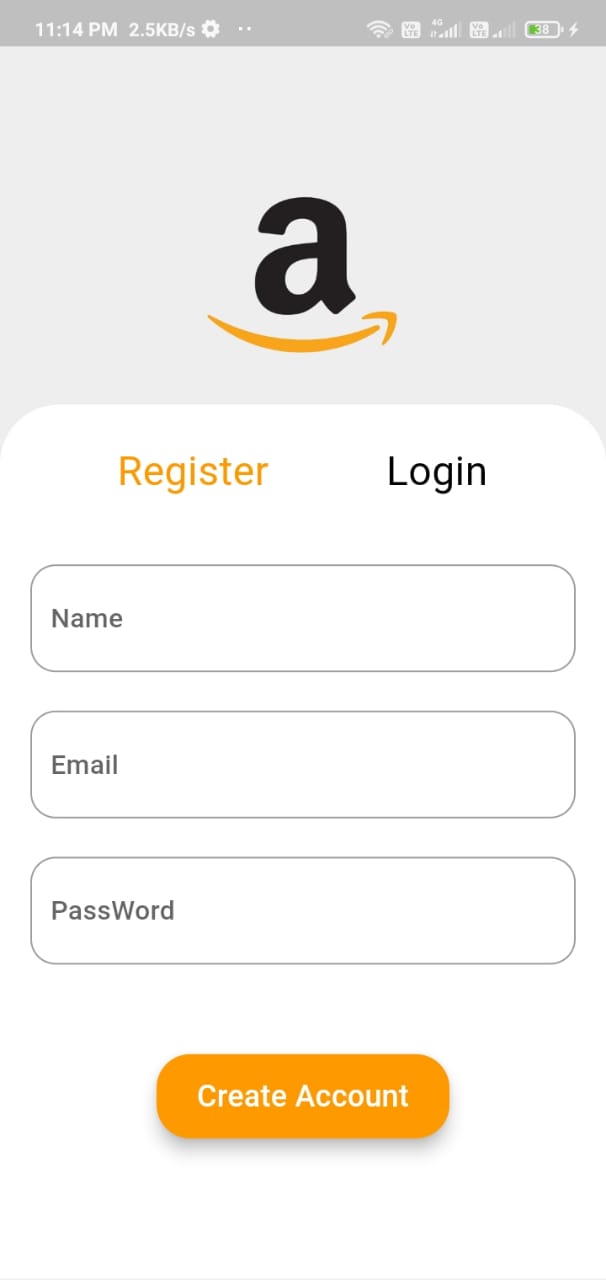 11:14 PM 2.5KB/s
4G
Vo LTE
Vo LTE
38
a
Register Login
Name
Email
PassWord
Create Account